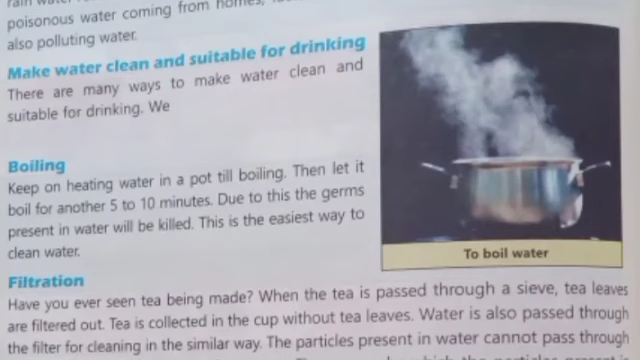 poisonous water coming from homes,
also polluting water.
Make water clean and suitable for drinking
There are many ways to make water clean and
suitable for drinking. We
Boiling
Keep on heating water in a pot till boiling. Then let it
boil for another 5 to 10 minutes. Due to this the germs
present in water will be killed. This is the easiest way to
clean water.
To boil water
Filtration
Have you ever seen tea being made? When the tea is passed through a sieve, tea leaves
are filtered out. Tea is collected in the cup without tea leaves. Water is also passed through
the filter for cleaning in the similar way. The particles present in water cannot pass through